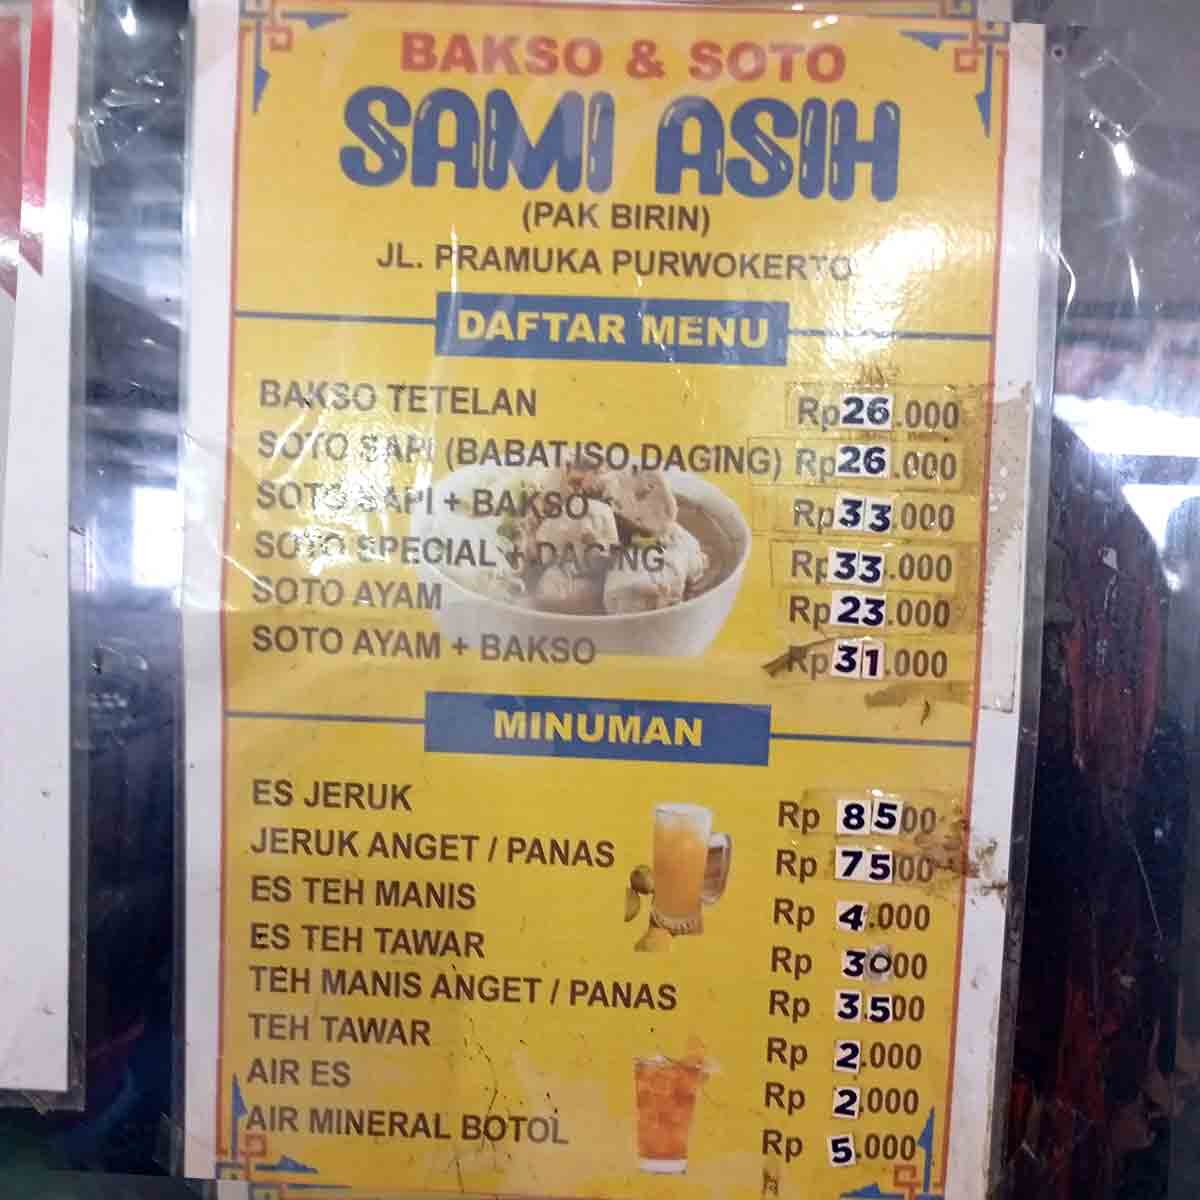 BAKSO & SOTO
SAMI ASIH
(PAK BIRIN)
JL. PRAMUKA PURWOKERTO
DAFTAR MENU
BAKSO TETELAN Rp26.000
SOTO SAPI (BABAT,ISO,DAGING) Rp26.000
SOTO SAPI + BAKSO Rp33.000
SOTO SPECIAL + DAGING Rp33.000
SOTO AYAM Rp23.000
SOTO AYAM + BAKSO Rp31.000
MINUMAN
ES JERUK Rp 8500
JERUK ANGET / PANAS Rp 7500
ES TEH MANIS Rp 4.000
ES TEH TAWAR Rp 3000
TEH MANIS ANGET / PANAS Rp 3.500
TEH TAWAR Rp 2.000
AIR ES Rp 2.000
AIR MINERAL BOTOL Rp 5.000